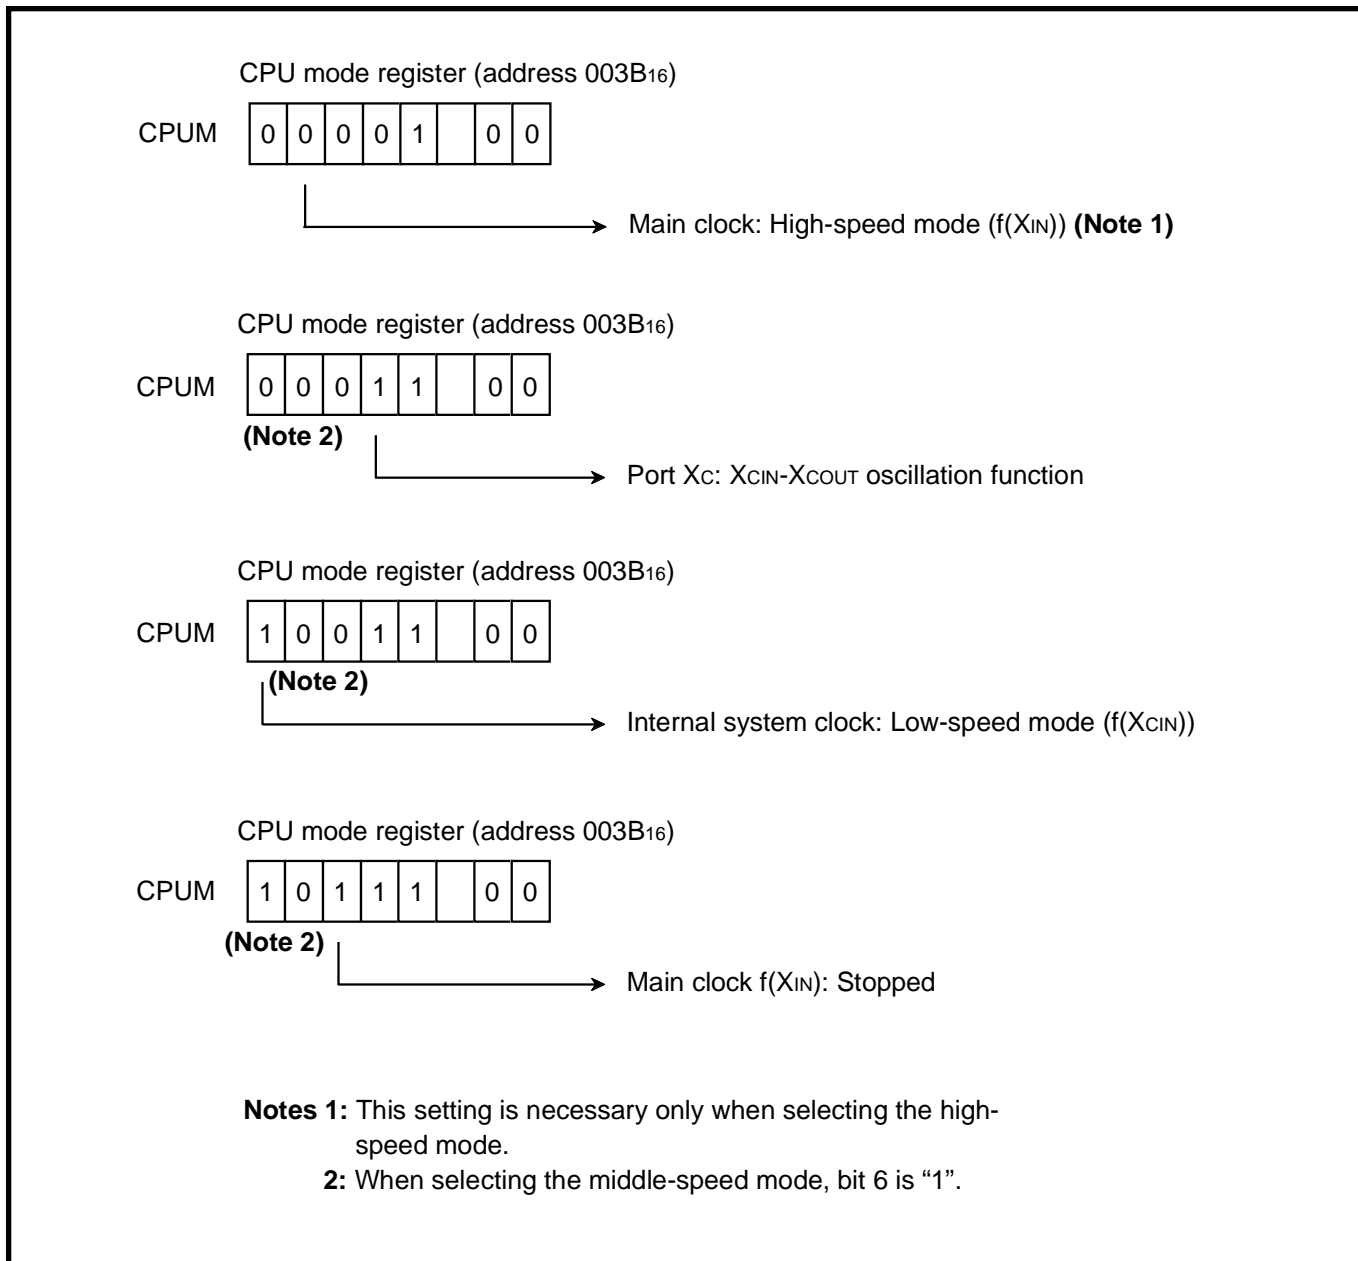 CPU mode register (address 003B16)
CPUM 0 0 0 0 1 0 0
Main clock: High-speed mode (f(XIN)) (Note 1)
CPU mode register (address 003B16)
CPUM 0 0 0 1 1 0 0
(Note 2)
Port XC: XCIN-XCOUT oscillation function
CPU mode register (address 003B16)
CPUM 1 0 0 1 1 0 0
(Note 2)
Internal system clock: Low-speed mode (f(XCIN))
CPU mode register (address 003B16)
CPUM 1 0 1 1 1 0 0
(Note 2)
Main clock f(XIN): Stopped
Notes 1: This setting is necessary only when selecting the high-
speed mode.
2: When selecting the middle-speed mode, bit 6 is “1”.